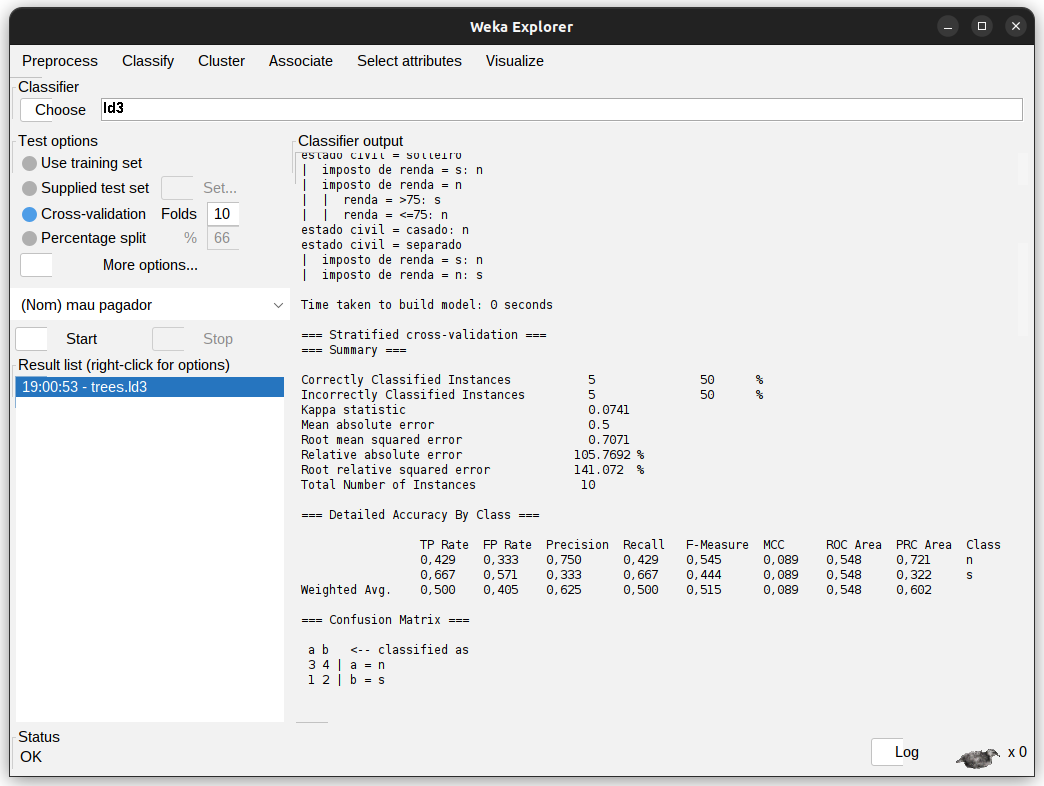 Weka Explorer
Preprocess Classify Cluster Associate Select attributes Visualize
Classifier
Choose Id3
Test options
Use training set
Supplied test set Set...
Cross-validation Folds 10
Percentage split % 66
More options...
(Nom) mau pagador
Start Stop
Result list (right-click for options)
19:00:53 - trees.Id3
Classifier output
estado civil = solteiro
|  imposto de renda = s: n
|  imposto de renda = n
|  |  renda = >75: s
|  |  renda = <=75: n
estado civil = casado: n
estado civil = separado
|  imposto de renda = s: n
|  imposto de renda = n: s
Time taken to build model: 0 seconds
=== Stratified cross-validation ===
=== Summary ===
Correctly Classified Instances 5 50 %
Incorrectly Classified Instances 5 50 %
Kappa statistic 0.0741
Mean absolute error 0.5
Root mean squared error 0.7071
Relative absolute error 105.7692 %
Root relative squared error 141.072 %
Total Number of Instances 10
=== Detailed Accuracy By Class ===
TP Rate FP Rate Precision Recall F-Measure MCC ROC Area PRC Area Class
0,429 0,333 0,750 0,429 0,545 0,089 0,548 0,721 n
0,667 0,571 0,333 0,667 0,444 0,089 0,548 0,322 s
Weighted Avg. 0,500 0,405 0,625 0,500 0,515 0,089 0,548 0,602
=== Confusion Matrix ===
a b <-- classified as
3 4 | a = n
1 2 | b = s
Status
OK
Log x 0